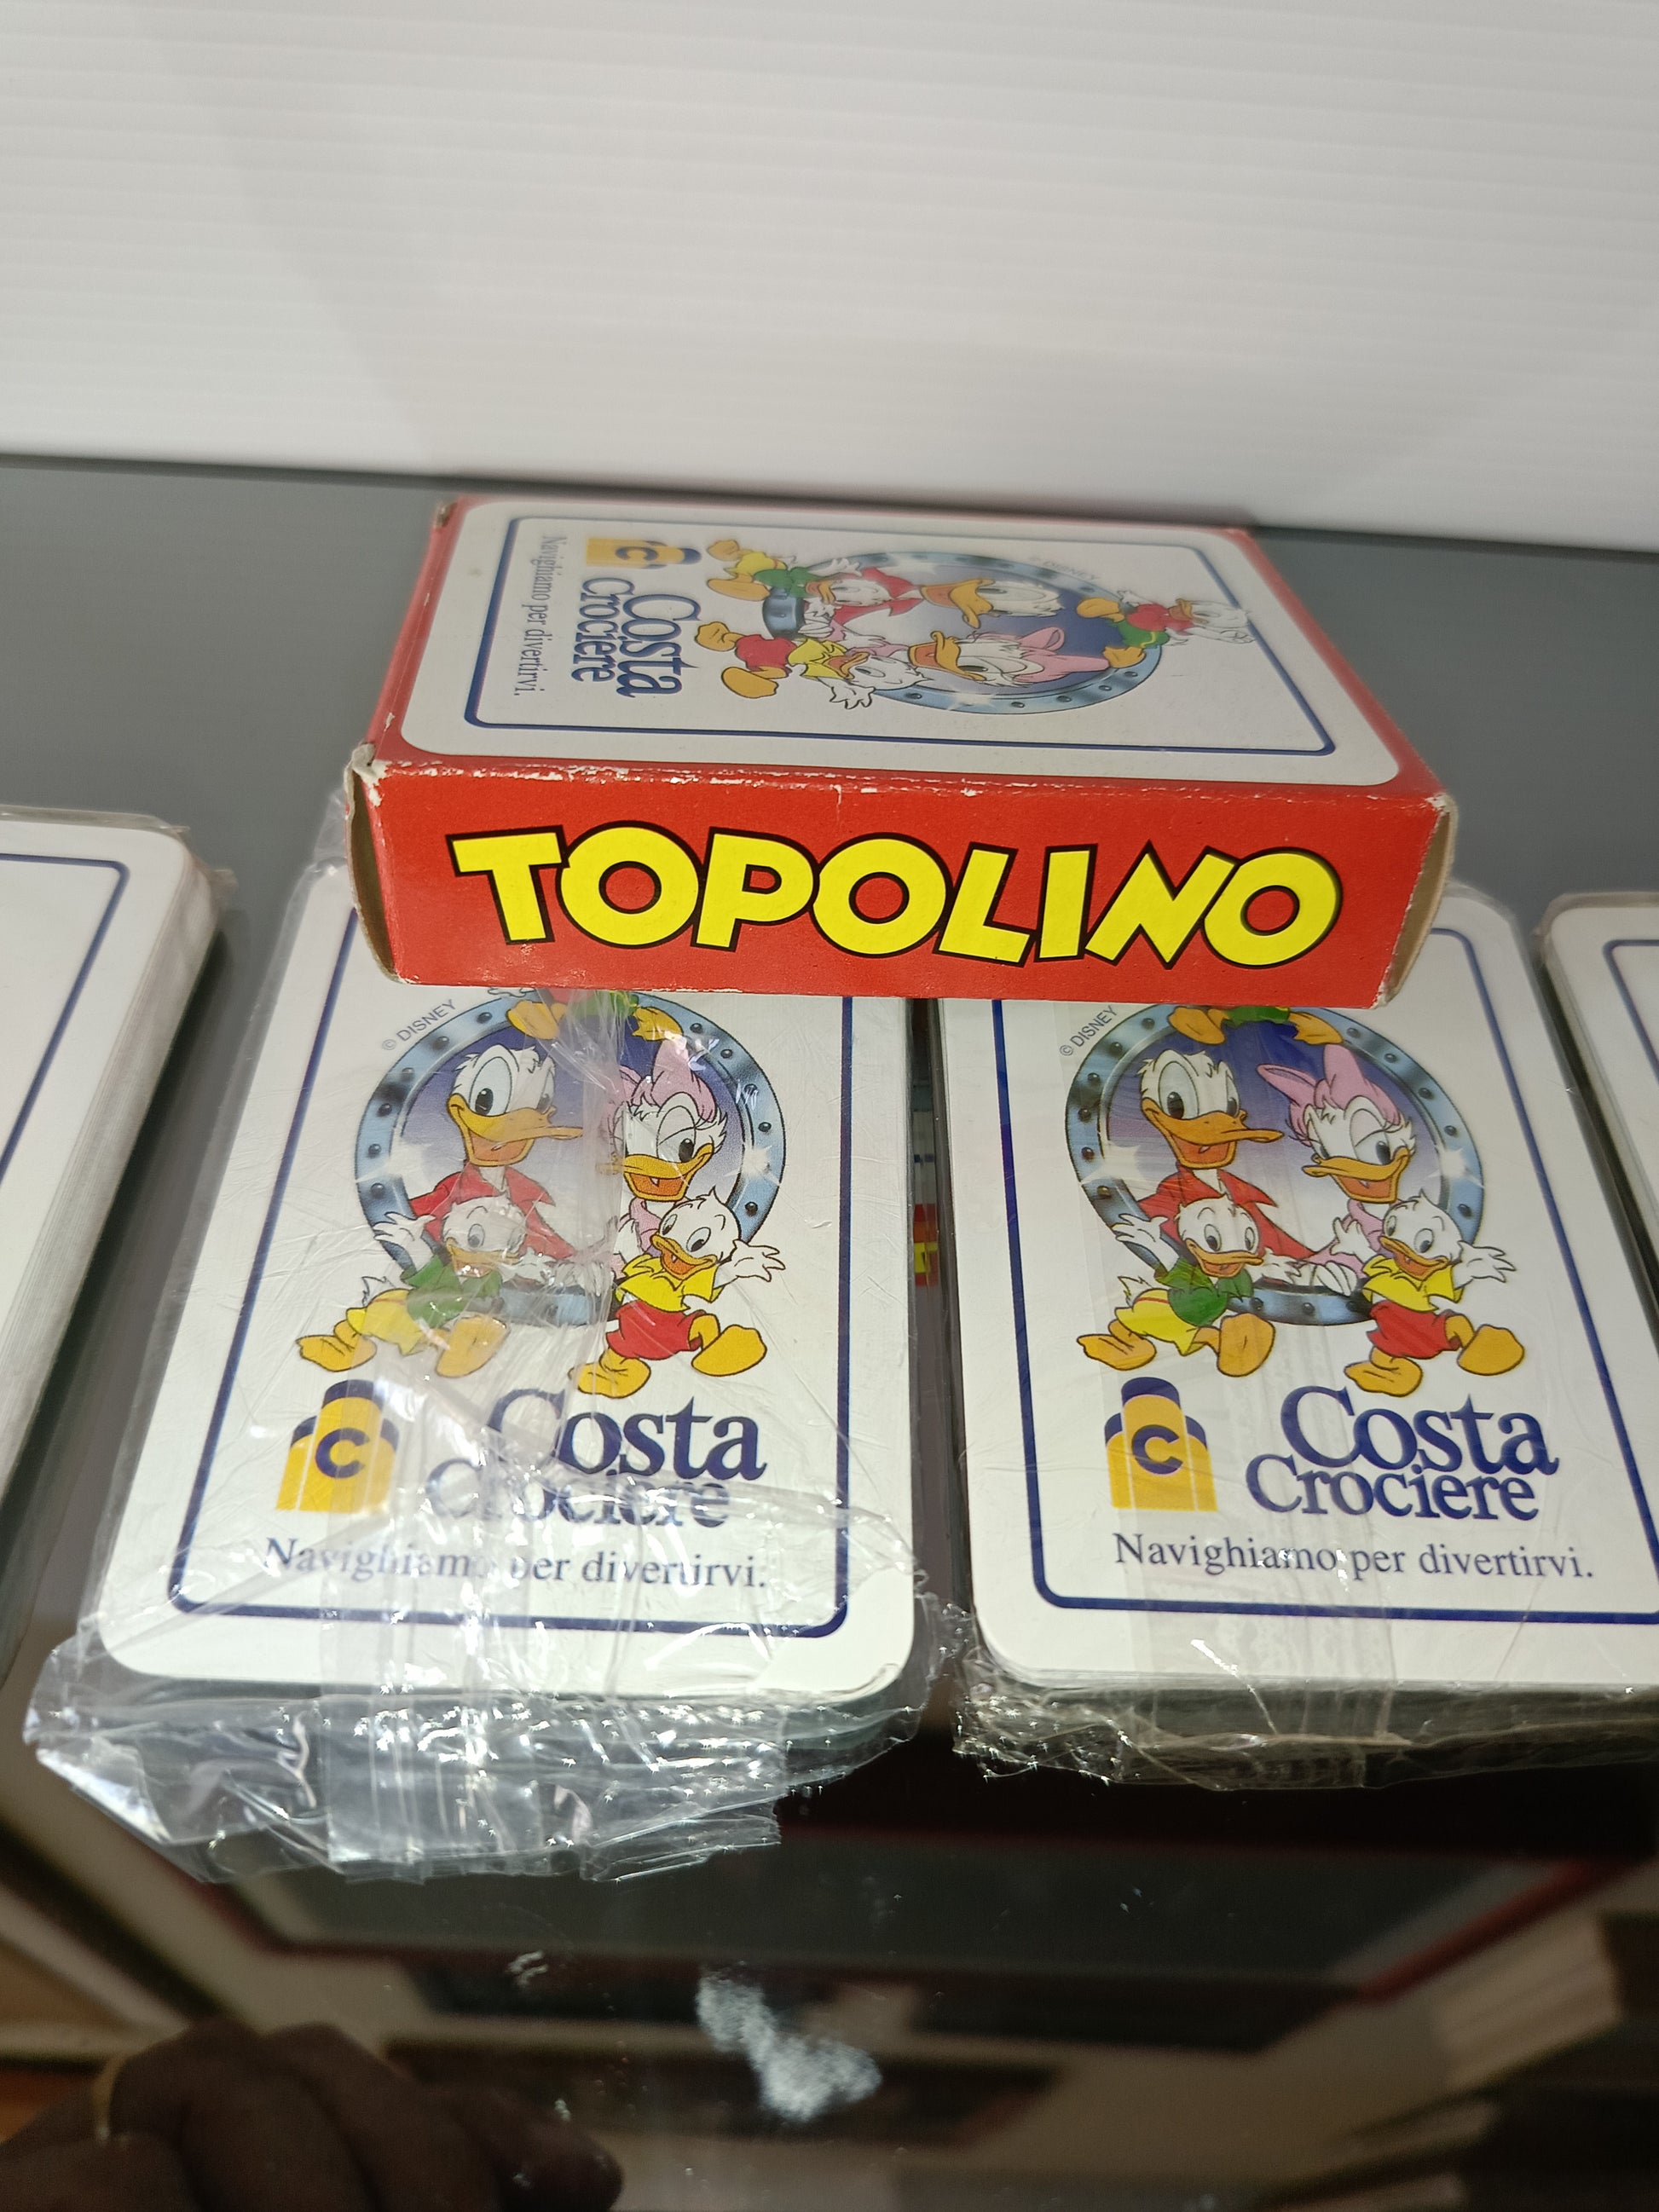 Costa
Crociere
Navighiamo per divertirvi.
© DISNEY
TOPOLINO
© DISNEY
C
Costa
Crociere
Navighiamo per divertirvi.
© DISNEY
C
Costa
Crociere
Navighiamo per divertirvi.